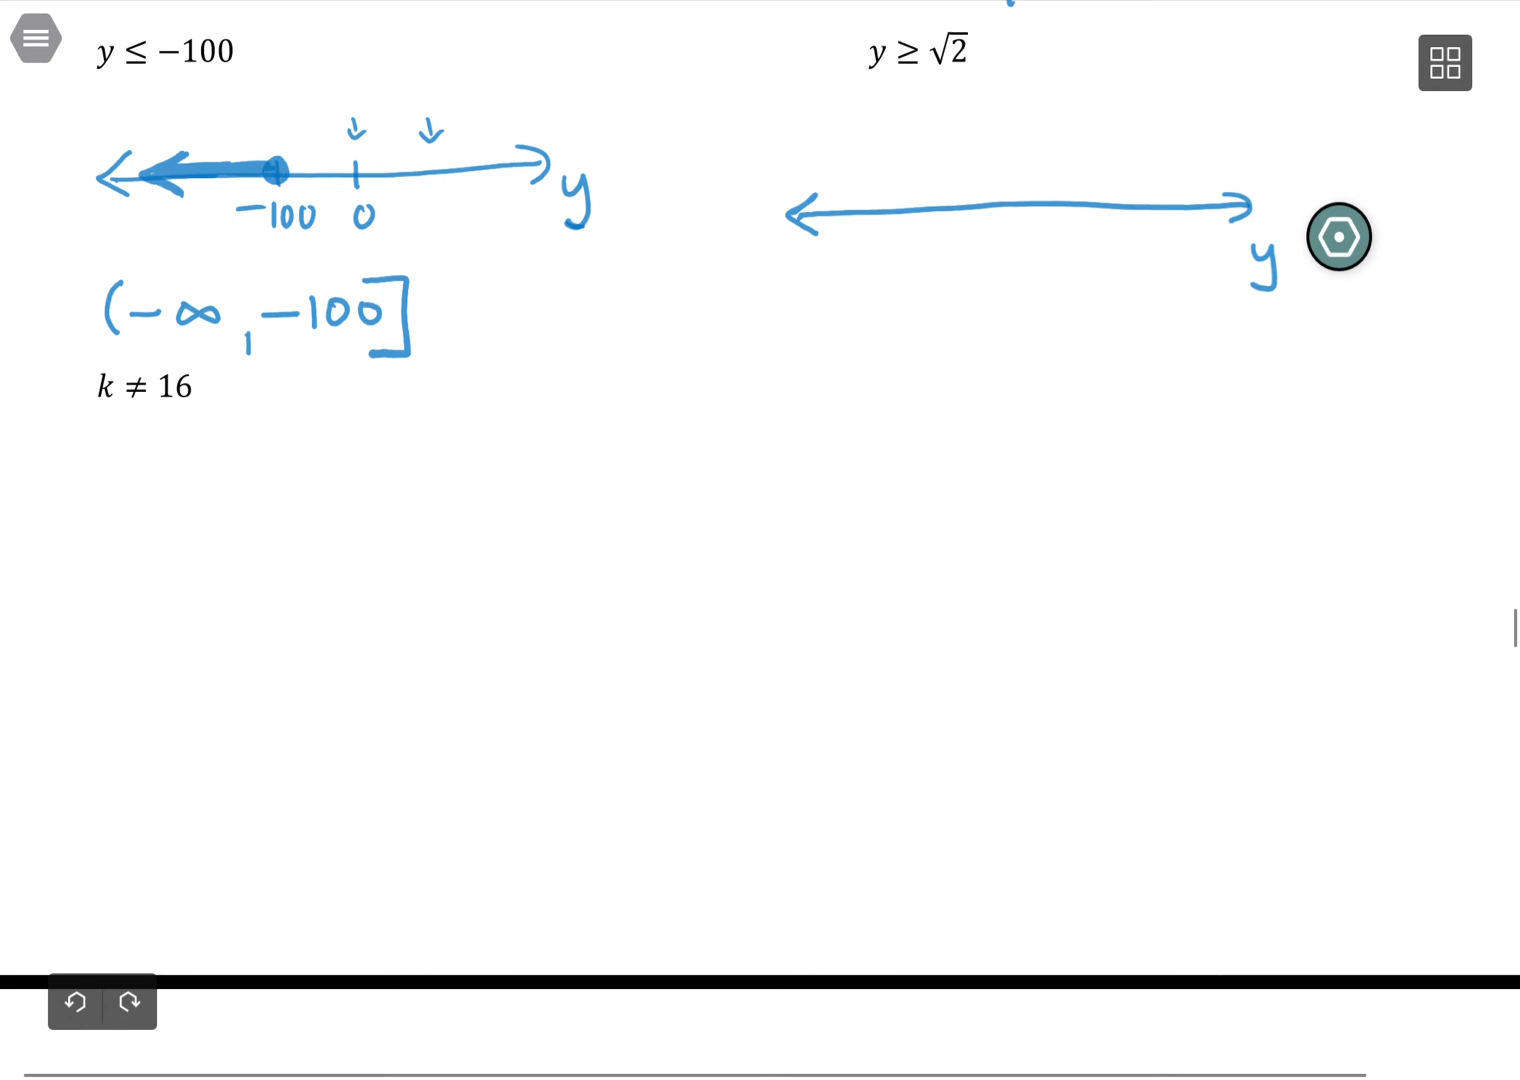 y ≤ −100
y ≥ √2
−100 0
y
y
(−∞, −100]
k ≠ 16